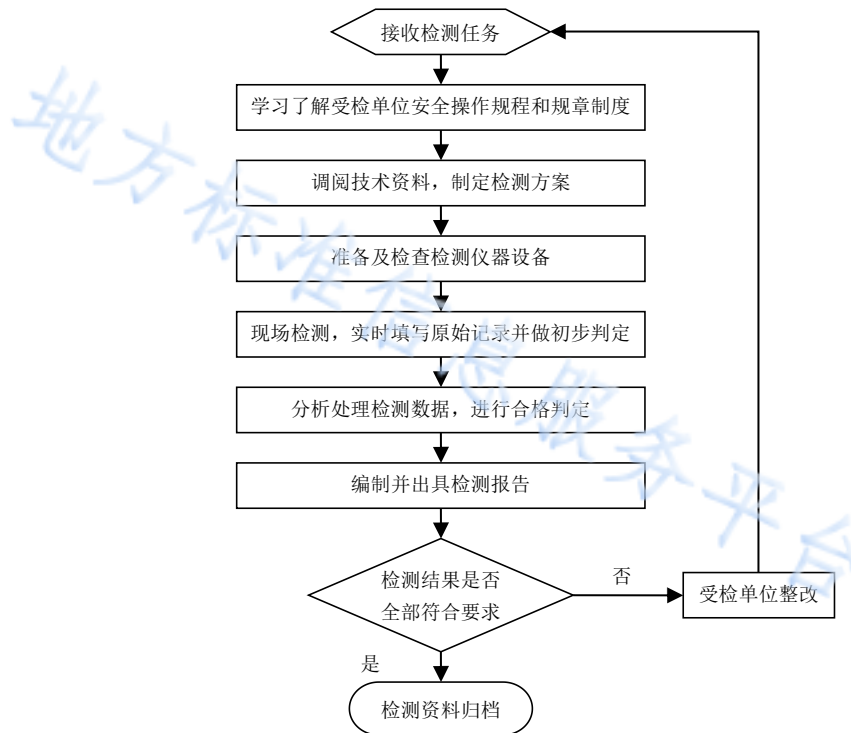 接收检测任务
学习了解受检单位安全操作规程和规章制度
调阅技术资料，制定检测方案
准备及检查检测仪器设备
现场检测，实时填写原始记录并做初步判定
分析处理检测数据，进行合格判定
编制并出具检测报告
检测结果是否
全部符合要求
否
受检单位整改
是
检测资料归档
地方标准信息服务平台